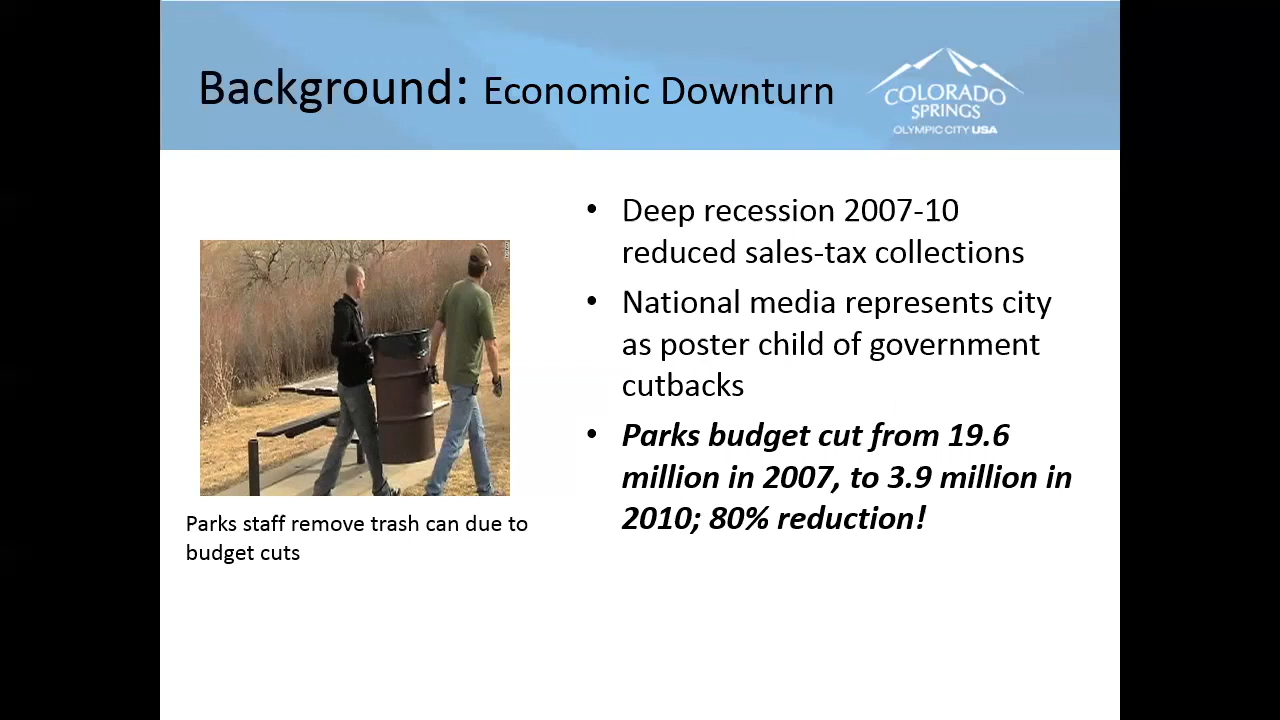 Background: Economic Downturn
COLORADO
SPRINGS
OLYMPIC CITY USA
• Deep recession 2007-10
reduced sales-tax collections
• National media represents city
as poster child of government
cutbacks
• Parks budget cut from 19.6
million in 2007, to 3.9 million in
2010; 80% reduction!
Parks staff remove trash can due to
budget cuts